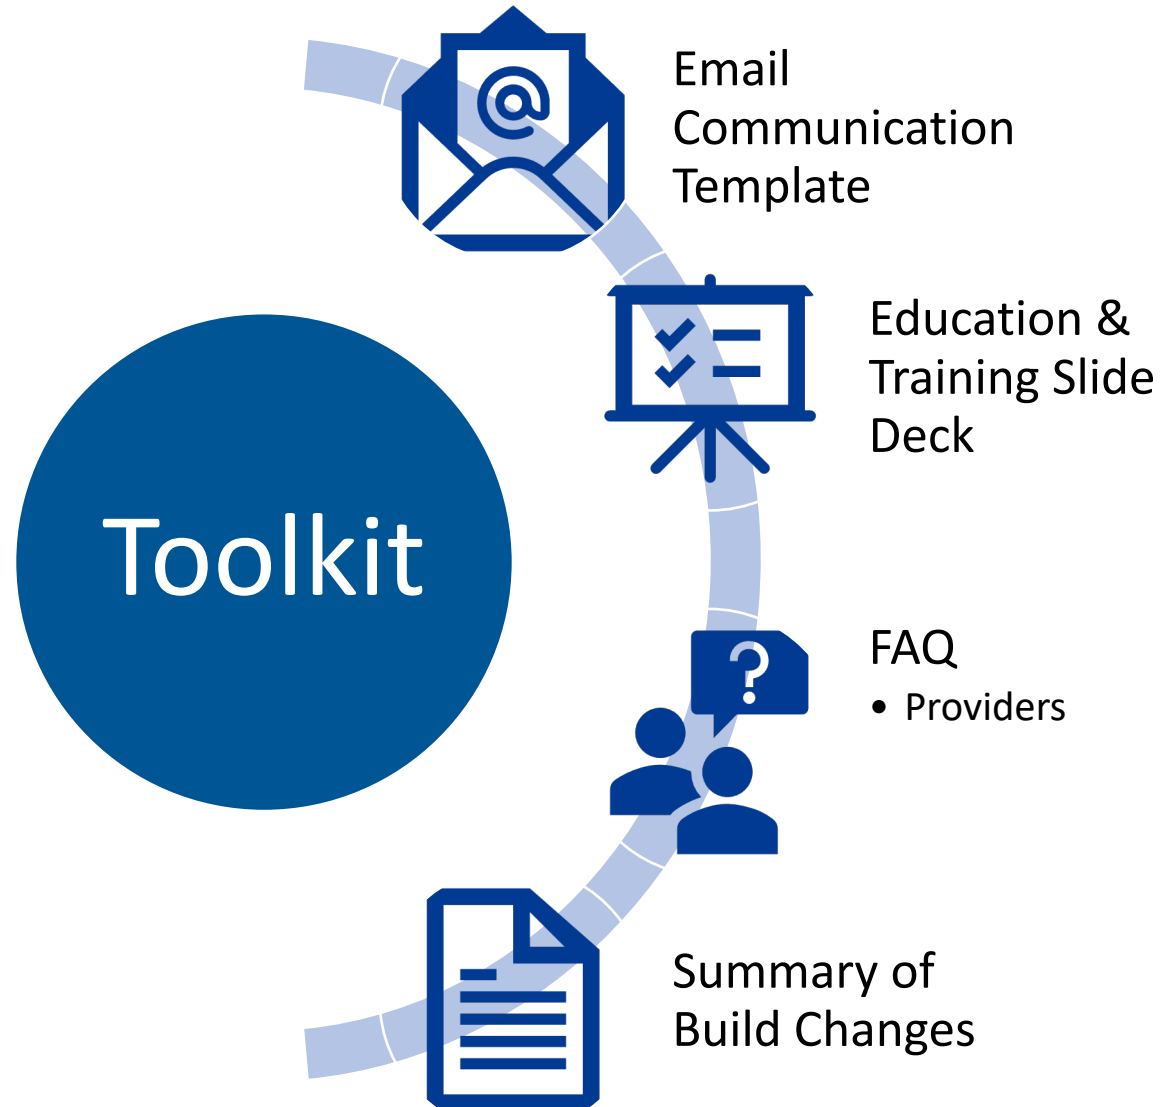 Email
Communication
Template
Education &
Training Slide
Deck
Toolkit
FAQ
• Providers
Summary of
Build Changes